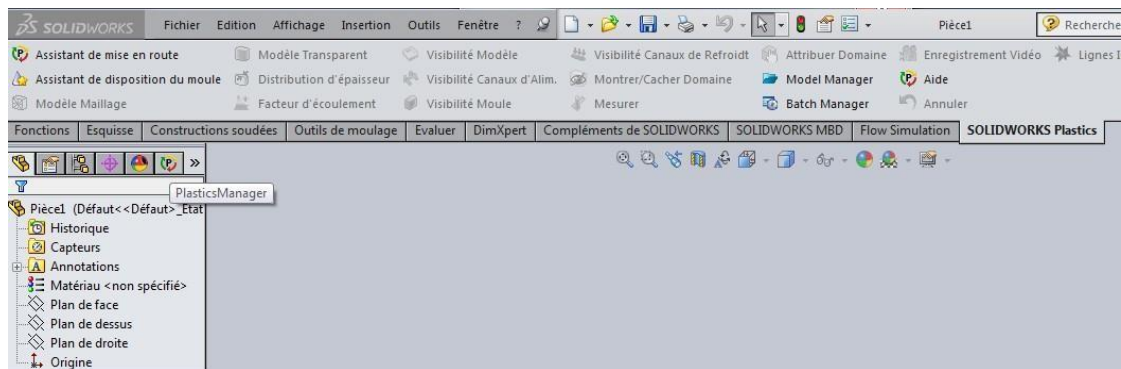 SOLIDWORKS Fichier Edition Affichage Insertion Outils Fenêtre ? Pièce1 ? Recherche
Assistant de mise en route Modèle Transparent Visibilité Modèle Visibilité Canaux de Refroidt Attribuer Domaine Enregistrement Vidéo Lignes I
Assistant de disposition du moule Distribution d'épaisseur Visibilité Canaux d'Alim. Montrer/Cacher Domaine Model Manager Aide
Modèle Maillage Facteur d'écoulement Visibilité Moule Mesurer Batch Manager Annuler
Fonctions Esquisse Constructions soudées Outils de moulage Evaluer DimXpert Compléments de SOLIDWORKS SOLIDWORKS MBD Flow Simulation SOLIDWORKS Plastics
»
PlasticsManager
Pièce1 (Défaut<<Défaut>_Etat
Historique
Capteurs
A Annotations
Matériau <non spécifié>
Plan de face
Plan de dessus
Plan de droite
Origine